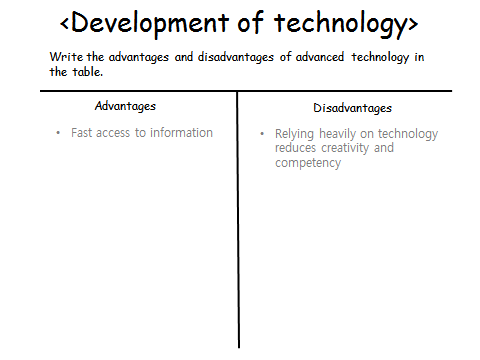 <Development of technology>
Write the advantages and disadvantages of advanced technology in
the table.
Advantages
Disadvantages
• Fast access to information
• Relying heavily on technology
reduces creativity and
competency